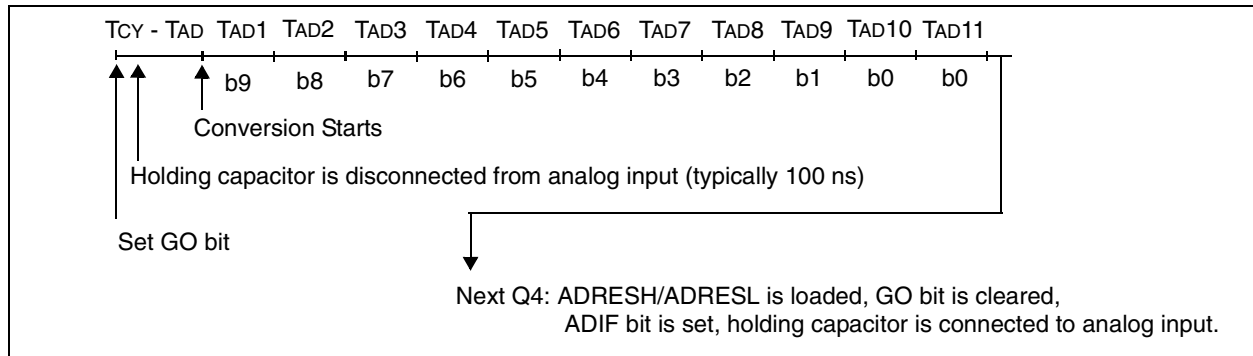 TCY - TAD TAD1 TAD2 TAD3 TAD4 TAD5 TAD6 TAD7 TAD8 TAD9 TAD10 TAD11
b9 b8 b7 b6 b5 b4 b3 b2 b1 b0 b0
Conversion Starts
Holding capacitor is disconnected from analog input (typically 100 ns)
Set GO bit
Next Q4: ADRESH/ADRESL is loaded, GO bit is cleared,
ADIF bit is set, holding capacitor is connected to analog input.